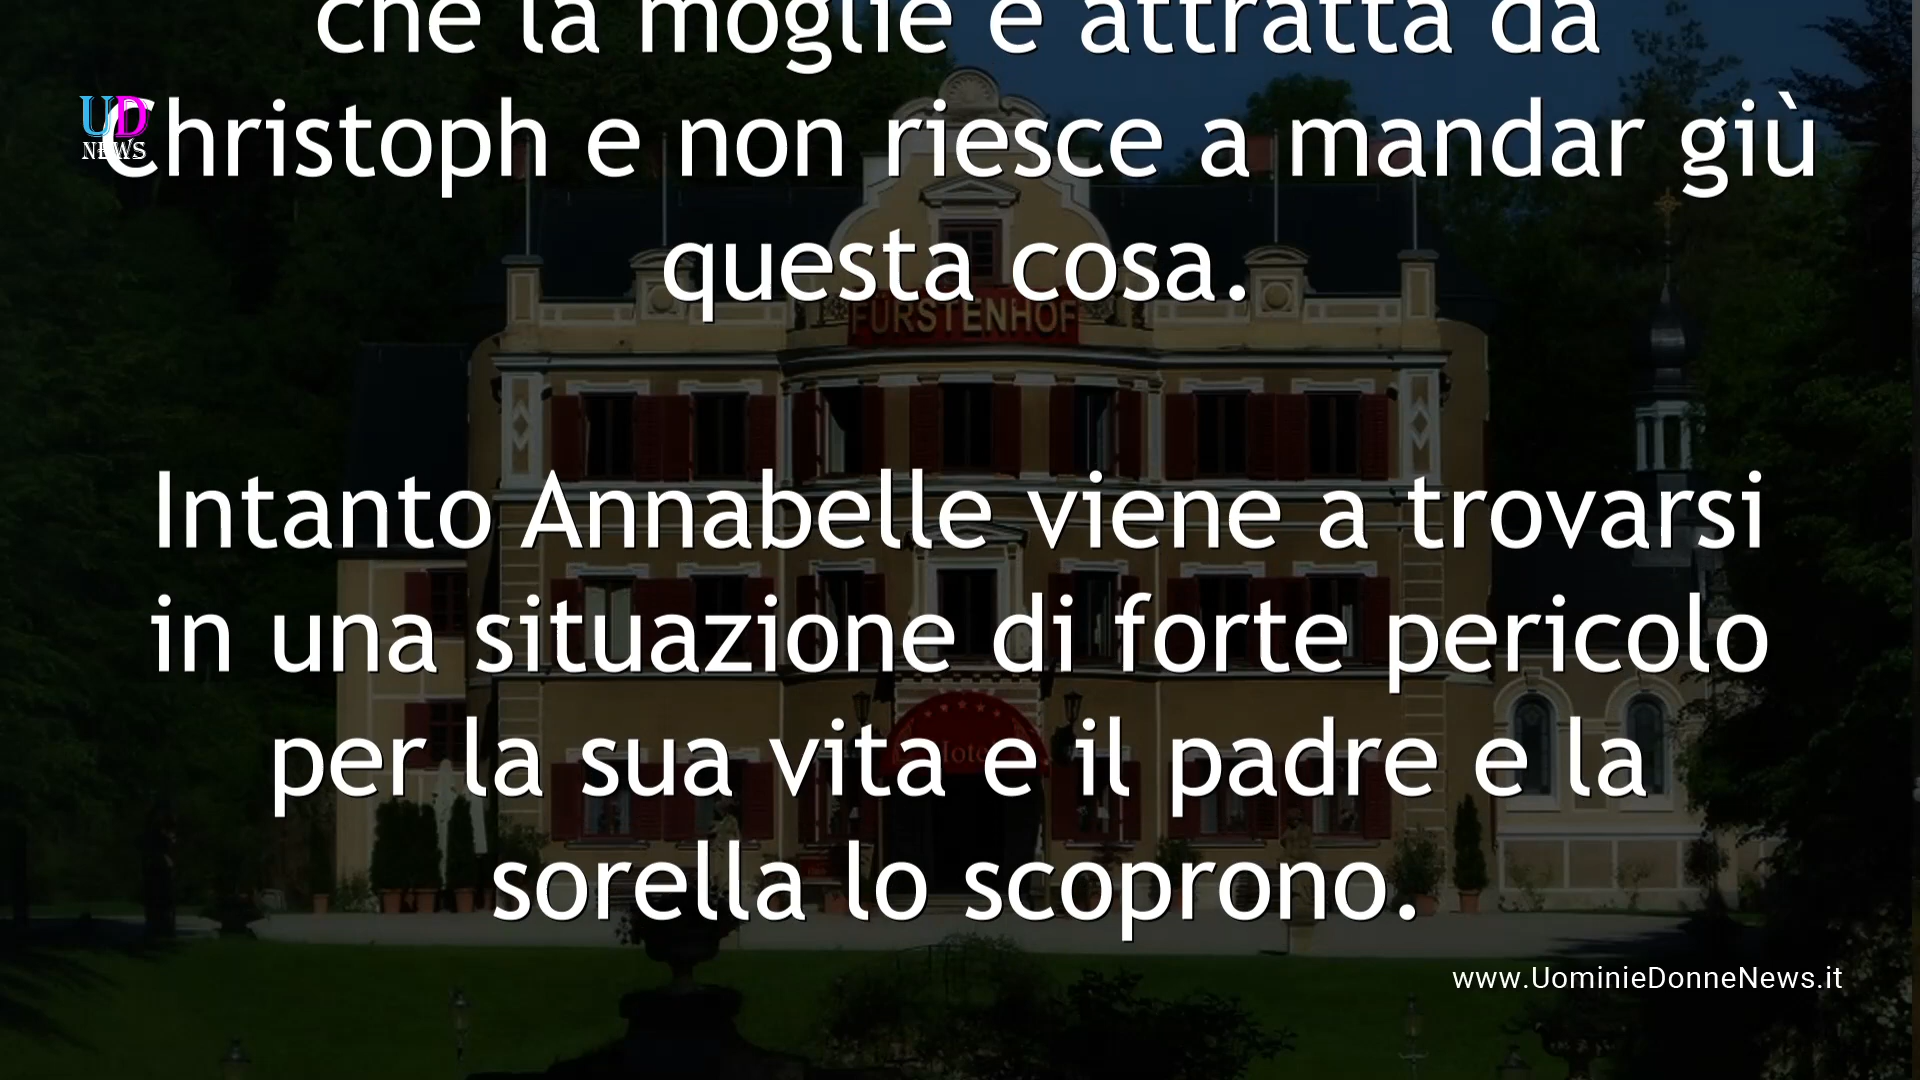 che la moglie è attratta da
UD
NEWS
Christoph e non riesce a mandar giù
questa cosa.
FÜRSTENHOF
Intanto Annabelle viene a trovarsi
in una situazione di forte pericolo
per la sua vita e il padre e la
Hotel
sorella lo scoprono.
www.UominieDonneNews.it